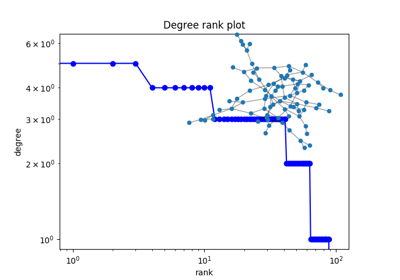 Degree rank plot
6 × 10⁰
4 × 10⁰
3 × 10⁰
2 × 10⁰
10⁰
degree
10⁰
10¹
10²
rank